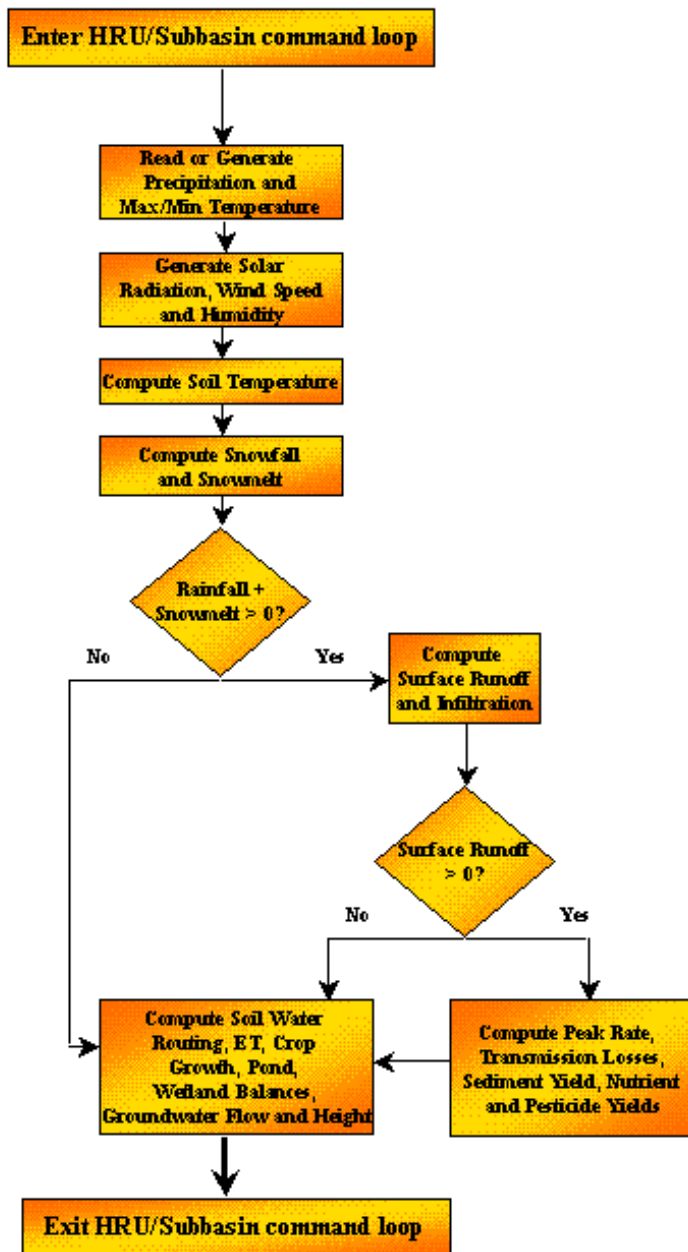 Enter HRU/Subbasin command loop
Read or Generate
Precipitation and
Max/Min Temperature
Generate Solar
Radiation, Wind Speed
and Humidity
Compute Soil Temperature
Compute Snowfall
and Snowmelt
Rainfall +
Snowmelt > 0?
No
Yes
Compute
Surface Runoff
and Infiltration
Surface Runoff
> 0?
No
Yes
Compute Soil Water
Routing, ET, Crop
Growth, Pond,
Wetland Balances,
Groundwater Flow and Height
Compute Peak Rate,
Transmission Losses,
Sediment Yield, Nutrient
and Pesticide Yields
Exit HRU/Subbasin command loop